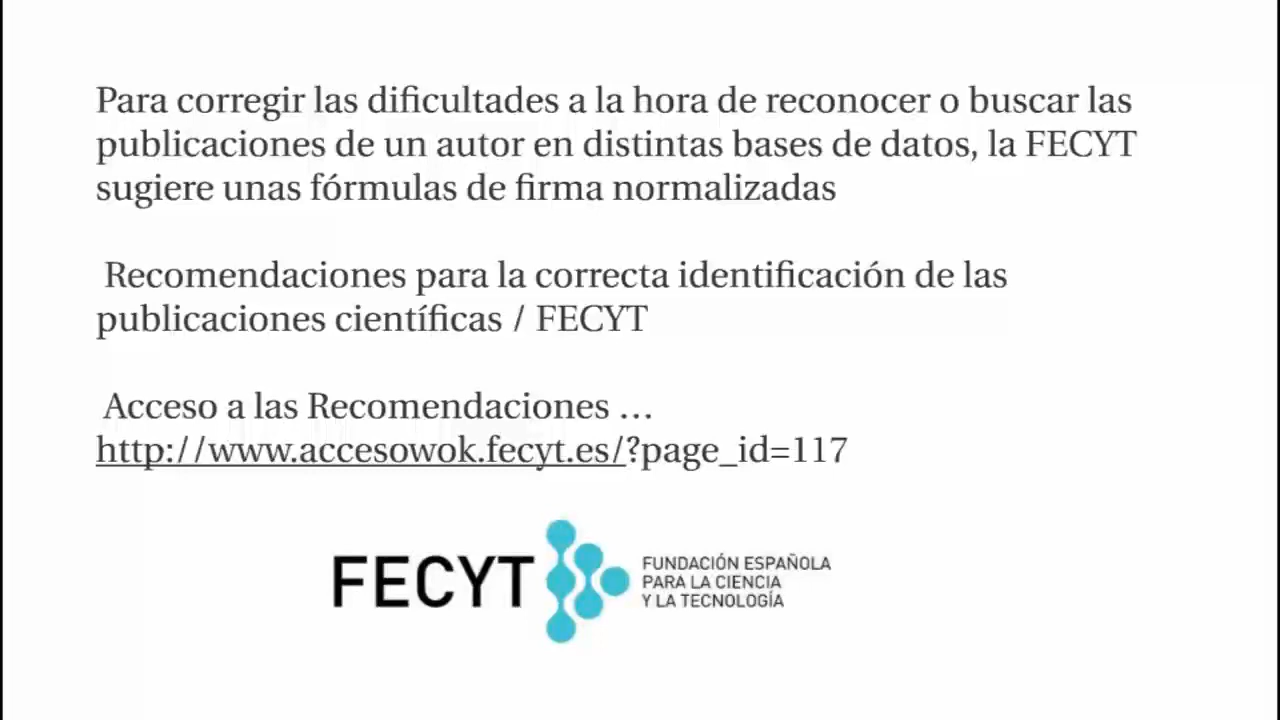 Para corregir las dificultades a la hora de reconocer o buscar las
publicaciones de un autor en distintas bases de datos, la FECYT
sugiere unas fórmulas de firma normalizadas
Recomendaciones para la correcta identificación de las
publicaciones científicas / FECYT
Acceso a las Recomendaciones …
http://www.accesowok.fecyt.es/?page_id=117
FECYT
FUNDACIÓN ESPAÑOLA
PARA LA CIENCIA
Y LA TECNOLOGÍA